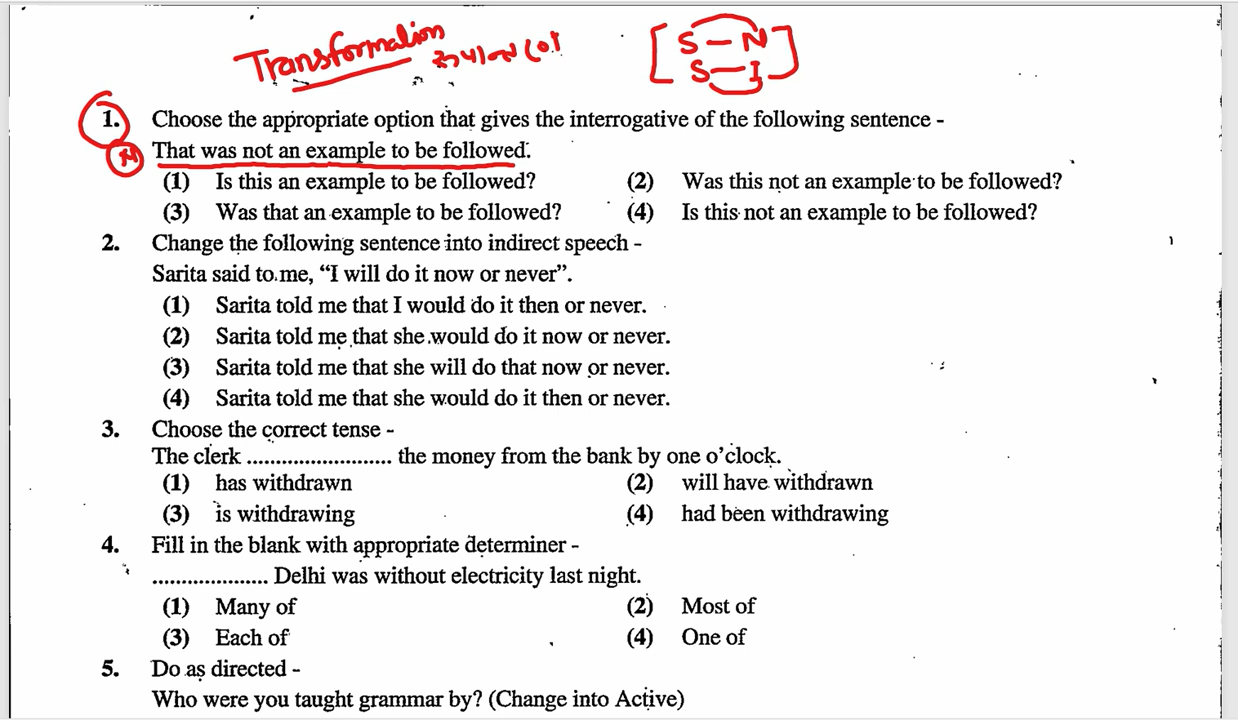 Transformation
[S – N
S – I]
1. Choose the appropriate option that gives the interrogative of the following sentence -
N That was not an example to be followed.
(1) Is this an example to be followed? (2) Was this not an example to be followed?
(3) Was that an example to be followed? (4) Is this not an example to be followed?
2. Change the following sentence into indirect speech -
Sarita said to me, “I will do it now or never”.
(1) Sarita told me that I would do it then or never.
(2) Sarita told me that she would do it now or never.
(3) Sarita told me that she will do that now or never.
(4) Sarita told me that she would do it then or never.
3. Choose the correct tense -
The clerk .......................... the money from the bank by one o’clock.
(1) has withdrawn (2) will have withdrawn
(3) is withdrawing (4) had been withdrawing
4. Fill in the blank with appropriate determiner -
.................... Delhi was without electricity last night.
(1) Many of (2) Most of
(3) Each of (4) One of
5. Do as directed -
Who were you taught grammar by? (Change into Active)